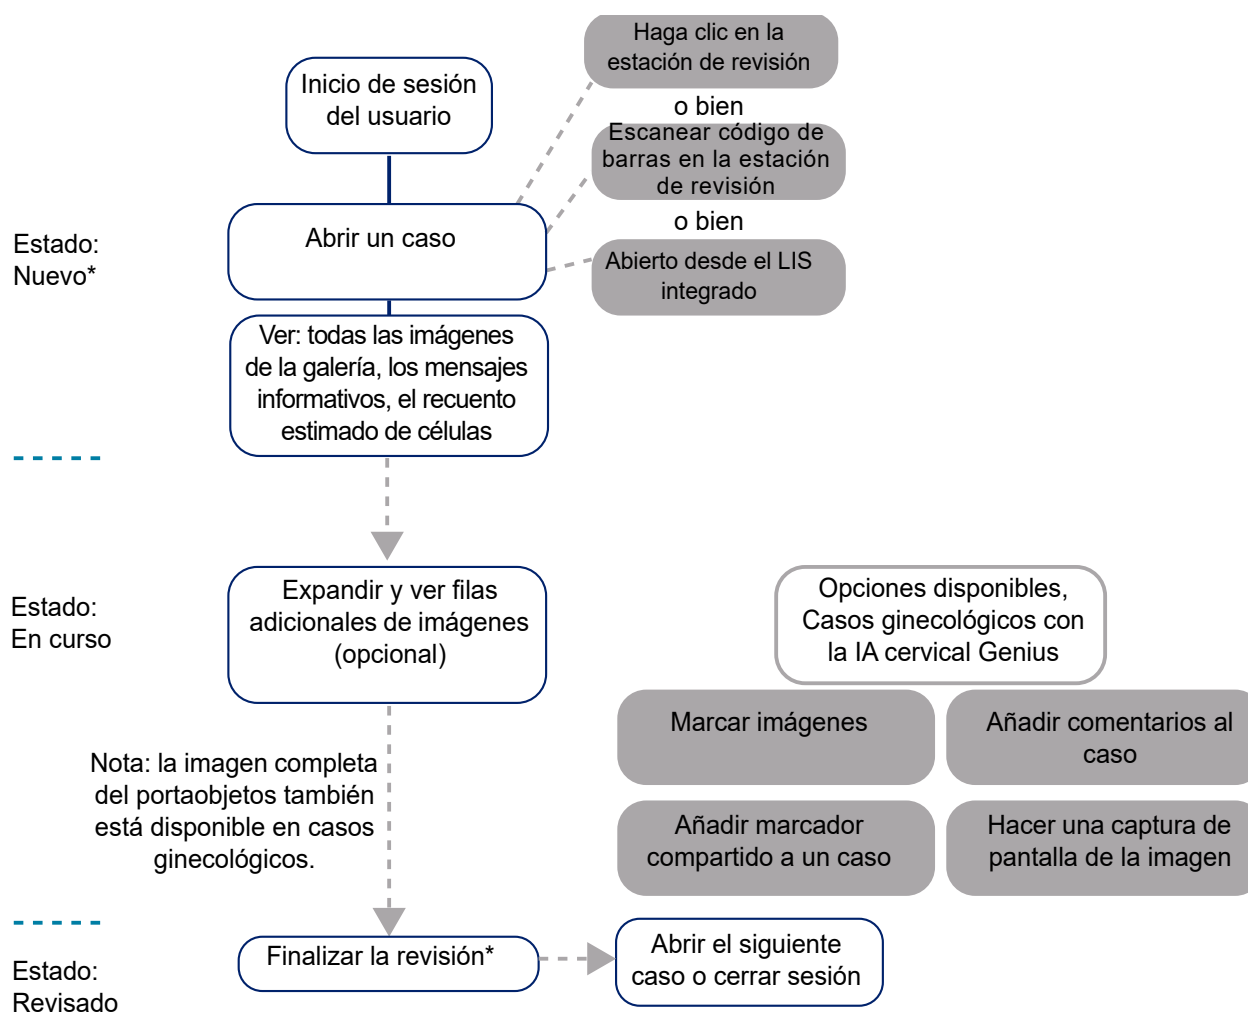 Haga clic en la
estación de revisión
Inicio de sesión
del usuario
o bien
Escanear código de
barras en la estación
de revisión
o bien
Abrir un caso
Estado:
Nuevo*
Abierto desde el LIS
integrado
Ver: todas las imágenes
de la galería, los mensajes
informativos, el recuento
estimado de células
Estado:
En curso
Expandir y ver filas
adicionales de imágenes
(opcional)
Opciones disponibles,
Casos ginecológicos con
la IA cervical Genius
Marcar imágenes
Añadir comentarios al
caso
Nota: la imagen completa
del portaobjetos también
está disponible en casos
ginecológicos.
Añadir marcador
compartido a un caso
Hacer una captura de
pantalla de la imagen
Estado:
Revisado
Finalizar la revisión*
Abrir el siguiente
caso o cerrar sesión